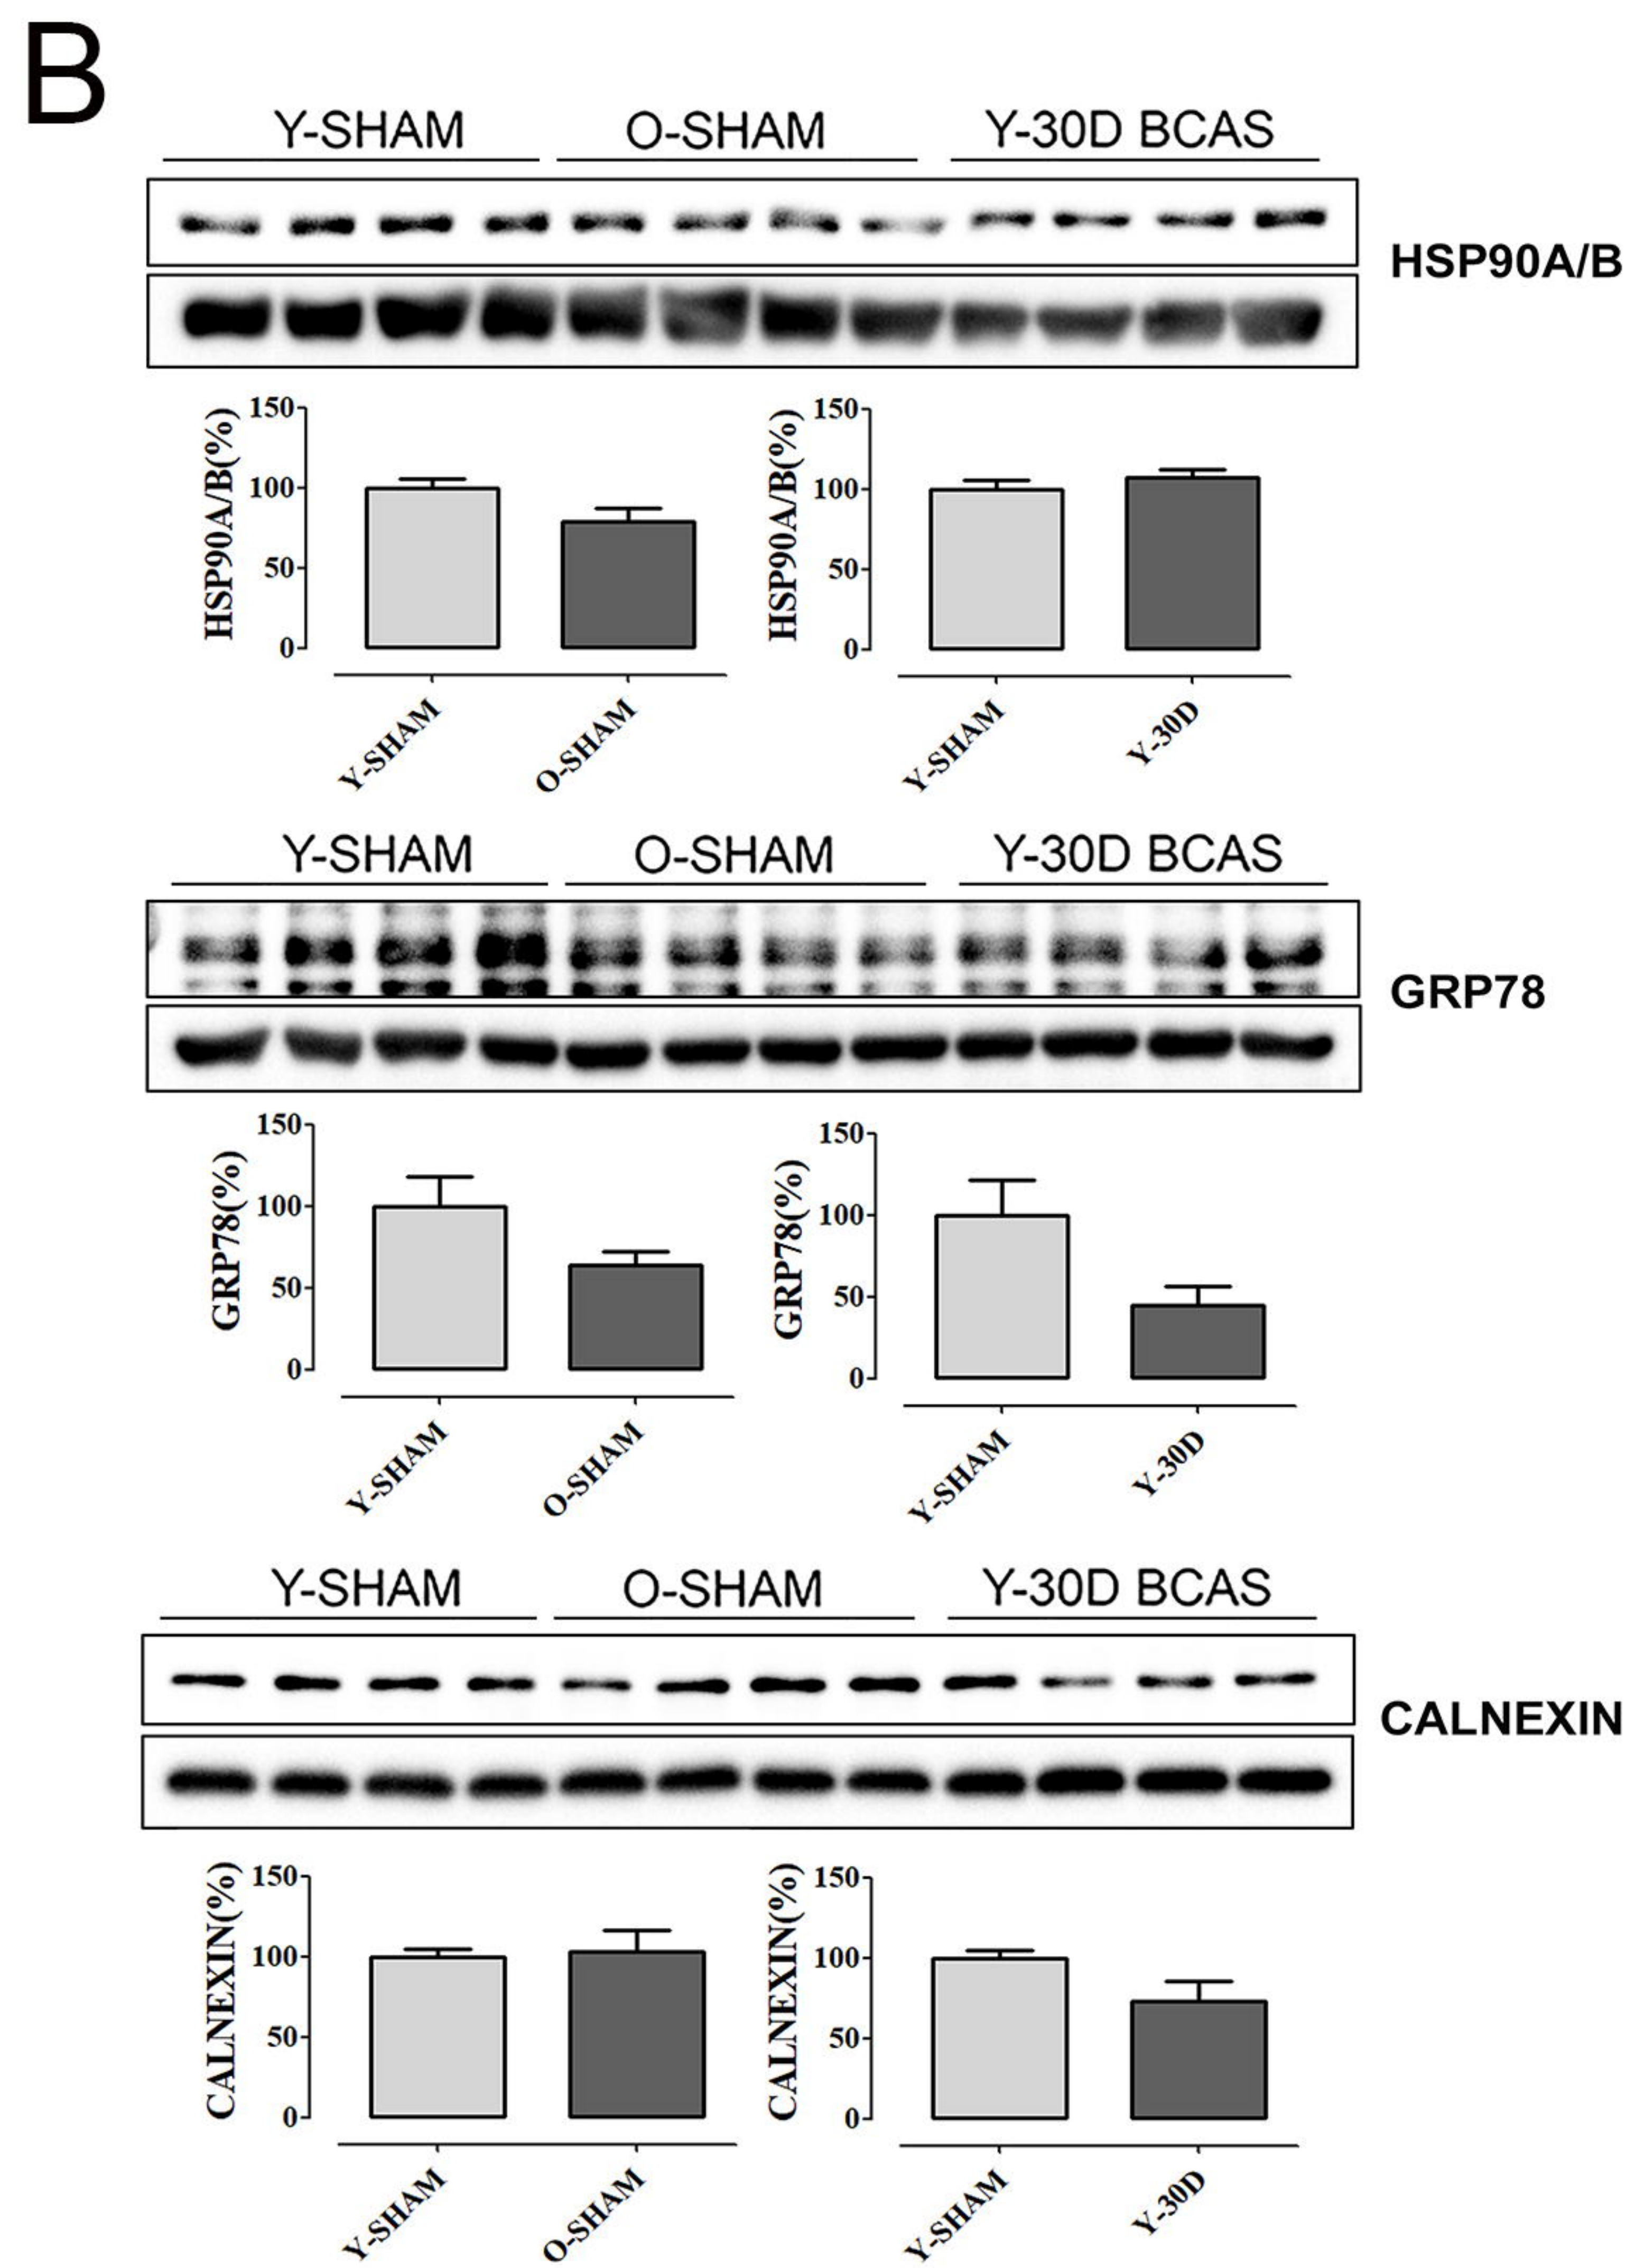 B
Y-SHAM O-SHAM Y-30D BCAS
HSP90A/B
HSP90A/B(%) 150 100 50 0 Y-SHAM O-SHAM
HSP90A/B(%) 150 100 50 0 Y-SHAM Y-30D
Y-SHAM O-SHAM Y-30D BCAS
GRP78
GRP78(%) 150 100 50 0 Y-SHAM O-SHAM
GRP78(%) 150 100 50 0 Y-SHAM Y-30D
Y-SHAM O-SHAM Y-30D BCAS
CALNEXIN
CALNEXIN(%) 150 100 50 0 Y-SHAM O-SHAM
CALNEXIN(%) 150 100 50 0 Y-SHAM Y-30D